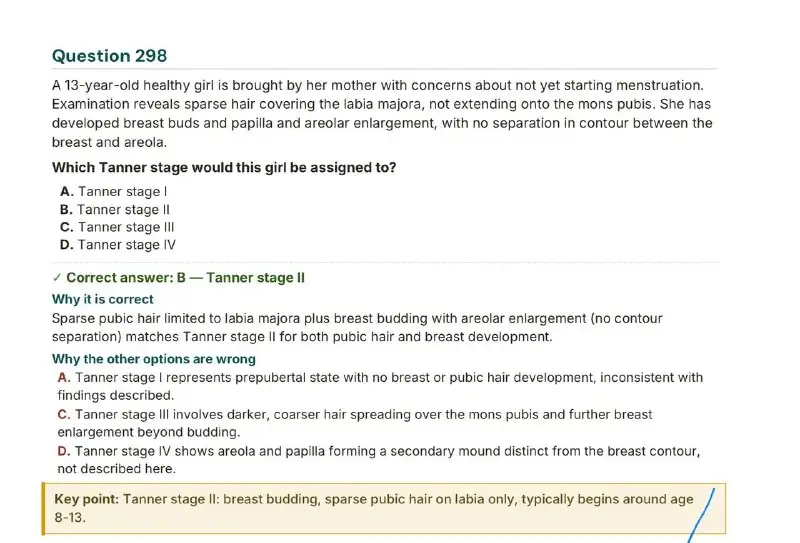 Question 298
A 13-year-old healthy girl is brought by her mother with concerns about not yet starting menstruation.
Examination reveals sparse hair covering the labia majora, not extending onto the mons pubis. She has
developed breast buds and papilla and areolar enlargement, with no separation in contour between the
breast and areola.
Which Tanner stage would this girl be assigned to?
A. Tanner stage I
B. Tanner stage II
C. Tanner stage III
D. Tanner stage IV
✓ Correct answer: B — Tanner stage II
Why it is correct
Sparse pubic hair limited to labia majora plus breast budding with areolar enlargement (no contour
separation) matches Tanner stage II for both pubic hair and breast development.
Why the other options are wrong
A. Tanner stage I represents prepubertal state with no breast or pubic hair development, inconsistent with
findings described.
C. Tanner stage III involves darker, coarser hair spreading over the mons pubis and further breast
enlargement beyond budding.
D. Tanner stage IV shows areola and papilla forming a secondary mound distinct from the breast contour,
not described here.
Key point: Tanner stage II: breast budding, sparse pubic hair on labia only, typically begins around age
8-13.